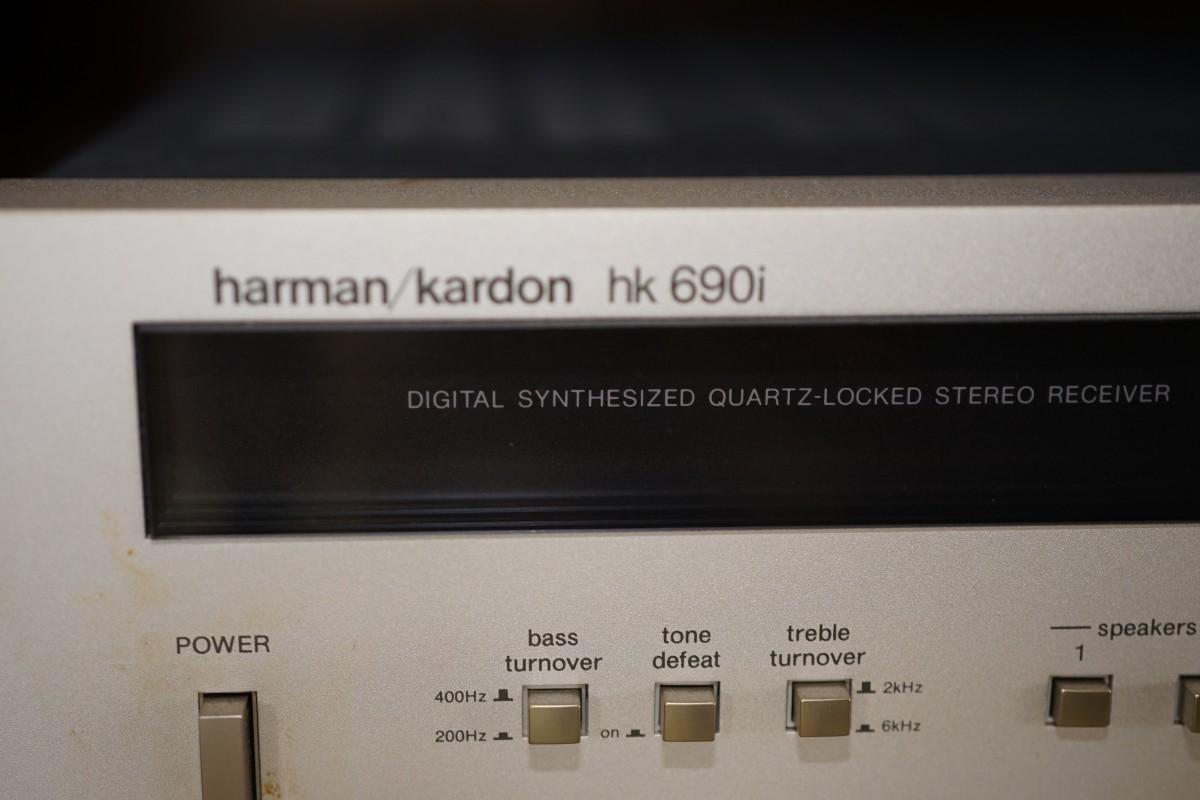 harman/kardon hk 690i
DIGITAL SYNTHESIZED QUARTZ-LOCKED STEREO RECEIVER
POWER
bass
turnover
400Hz
200Hz
tone
defeat
on
treble
turnover
2kHz
6kHz
speakers
1